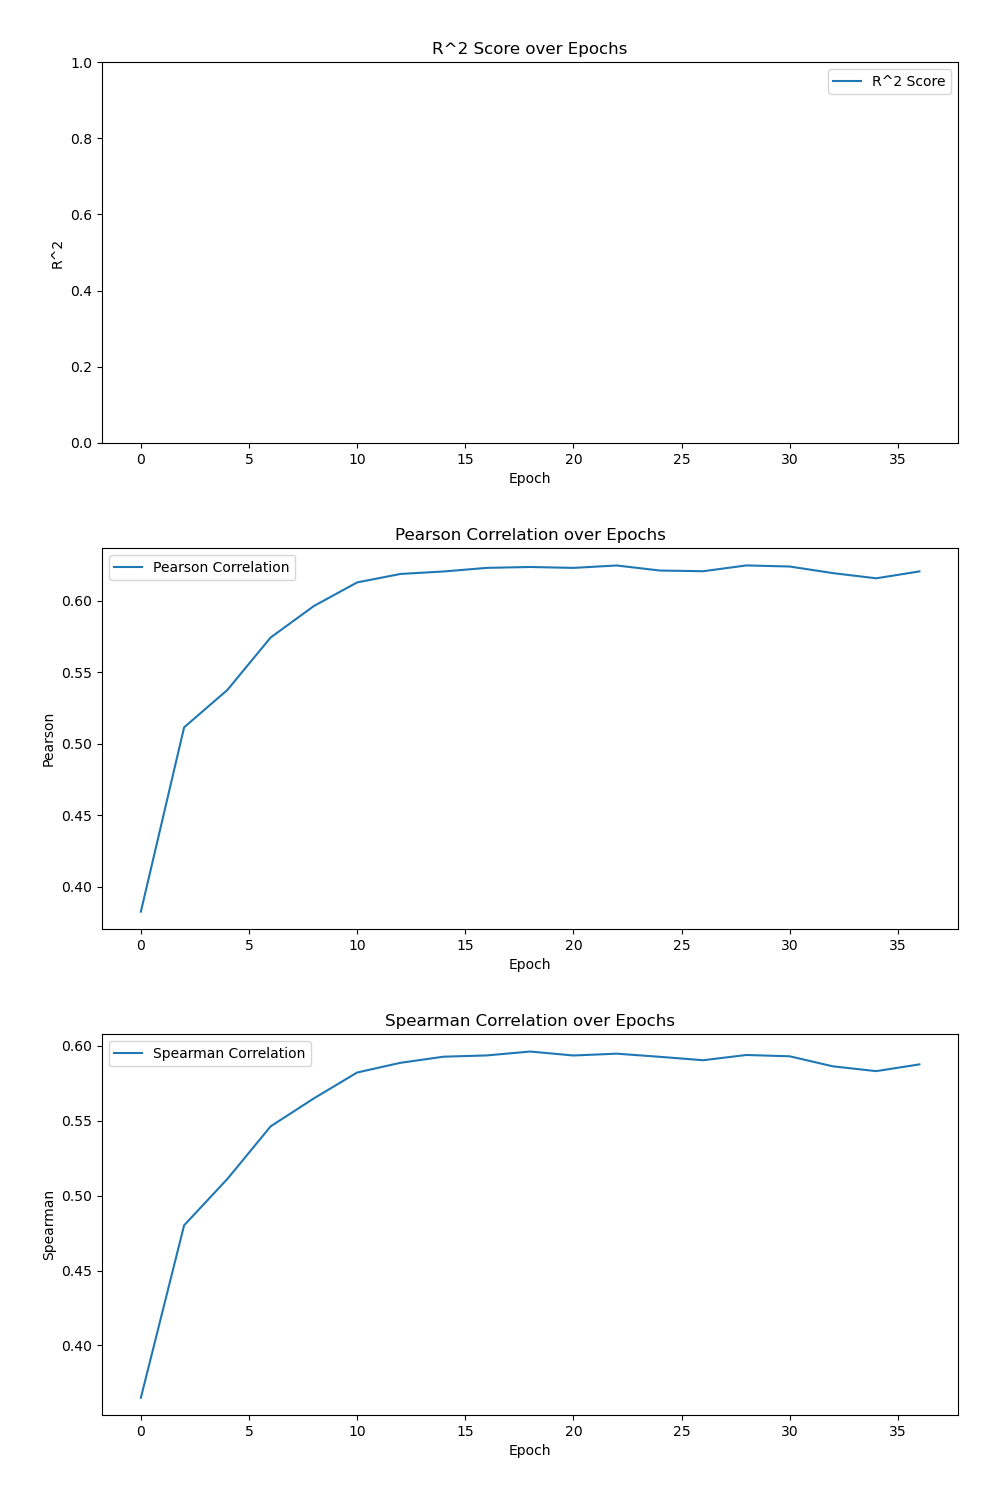 R^2 Score over Epochs
1.0
R^2 Score
0.8
0.6
R^2
0.4
0.2
0.0
0 5 10 15 20 25 30 35
Epoch
Pearson Correlation over Epochs
Pearson Correlation
0.60
0.55
0.50
Pearson
0.45
0.40
0 5 10 15 20 25 30 35
Epoch
Spearman Correlation over Epochs
0.60
Spearman Correlation
0.55
0.50
Spearman
0.45
0.40
0 5 10 15 20 25 30 35
Epoch